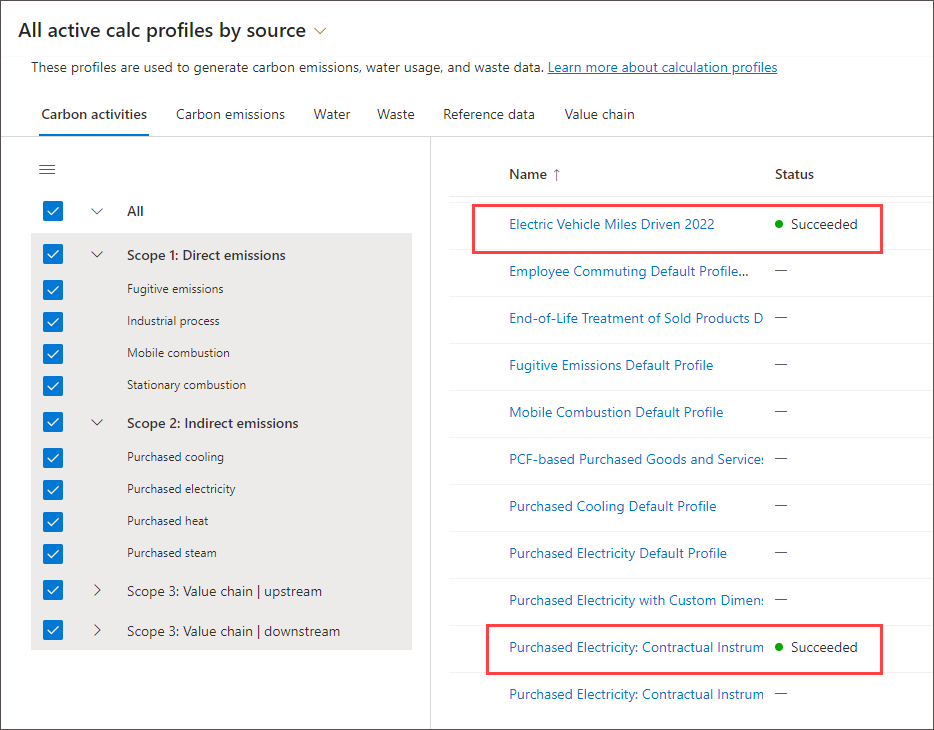 All active calc profiles by source
These profiles are used to generate carbon emissions, water usage, and waste data. Learn more about calculation profiles
Carbon activities Carbon emissions Water Waste Reference data Value chain
All
Scope 1: Direct emissions
Fugitive emissions
Industrial process
Mobile combustion
Stationary combustion
Scope 2: Indirect emissions
Purchased cooling
Purchased electricity
Purchased heat
Purchased steam
Scope 3: Value chain | upstream
Scope 3: Value chain | downstream
Name ↑ Status
Electric Vehicle Miles Driven 2022 Succeeded
Employee Commuting Default Profile... —
End-of-Life Treatment of Sold Products D —
Fugitive Emissions Default Profile —
Mobile Combustion Default Profile —
PCF-based Purchased Goods and Services —
Purchased Cooling Default Profile —
Purchased Electricity Default Profile —
Purchased Electricity with Custom Dimens —
Purchased Electricity: Contractual Instrum Succeeded
Purchased Electricity: Contractual Instrum —